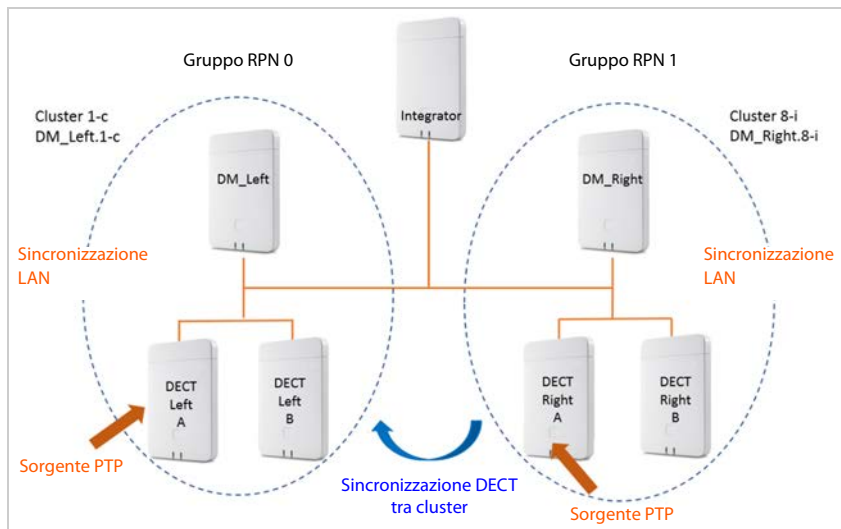 Gruppo RPN 0
Gruppo RPN 1
Cluster 1-c
DM_Left.1-c
Integrator
Cluster 8-i
DM_Right.8-i
DM_Left
DM_Right
Sincronizzazione
LAN
Sincronizzazione
LAN
DECT
Left
A
DECT
Left
B
DECT
Right
A
DECT
Right
B
Sorgente PTP
Sincronizzazione DECT
tra cluster
Sorgente PTP